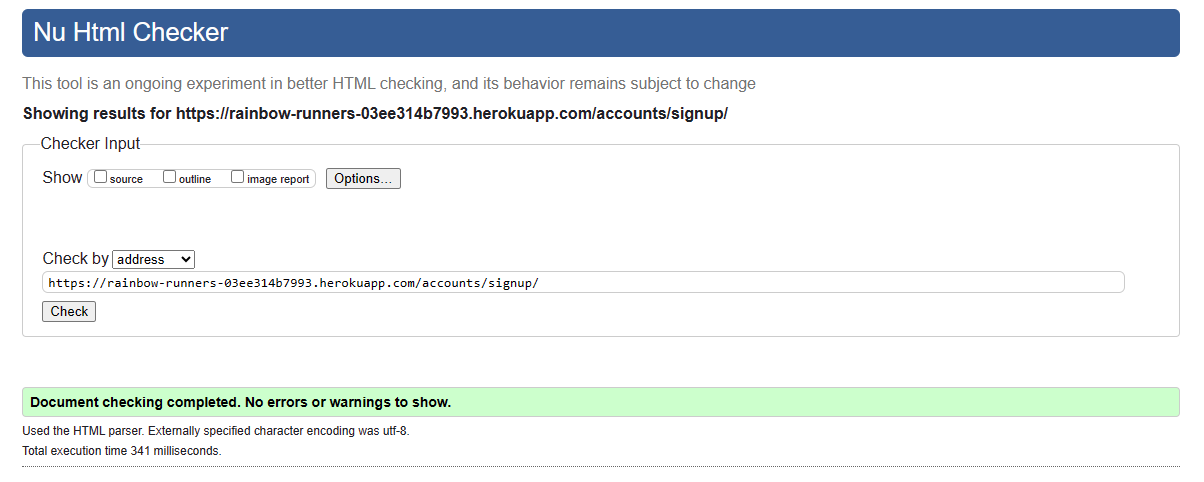 Nu Html Checker
This tool is an ongoing experiment in better HTML checking, and its behavior remains subject to change
Showing results for https://rainbow-runners-03ee314b7993.herokuapp.com/accounts/signup/
Checker Input
Show source outline image report Options...
Check by address
https://rainbow-runners-03ee314b7993.herokuapp.com/accounts/signup/
Check
Document checking completed. No errors or warnings to show.
Used the HTML parser. Externally specified character encoding was utf-8.
Total execution time 341 milliseconds.